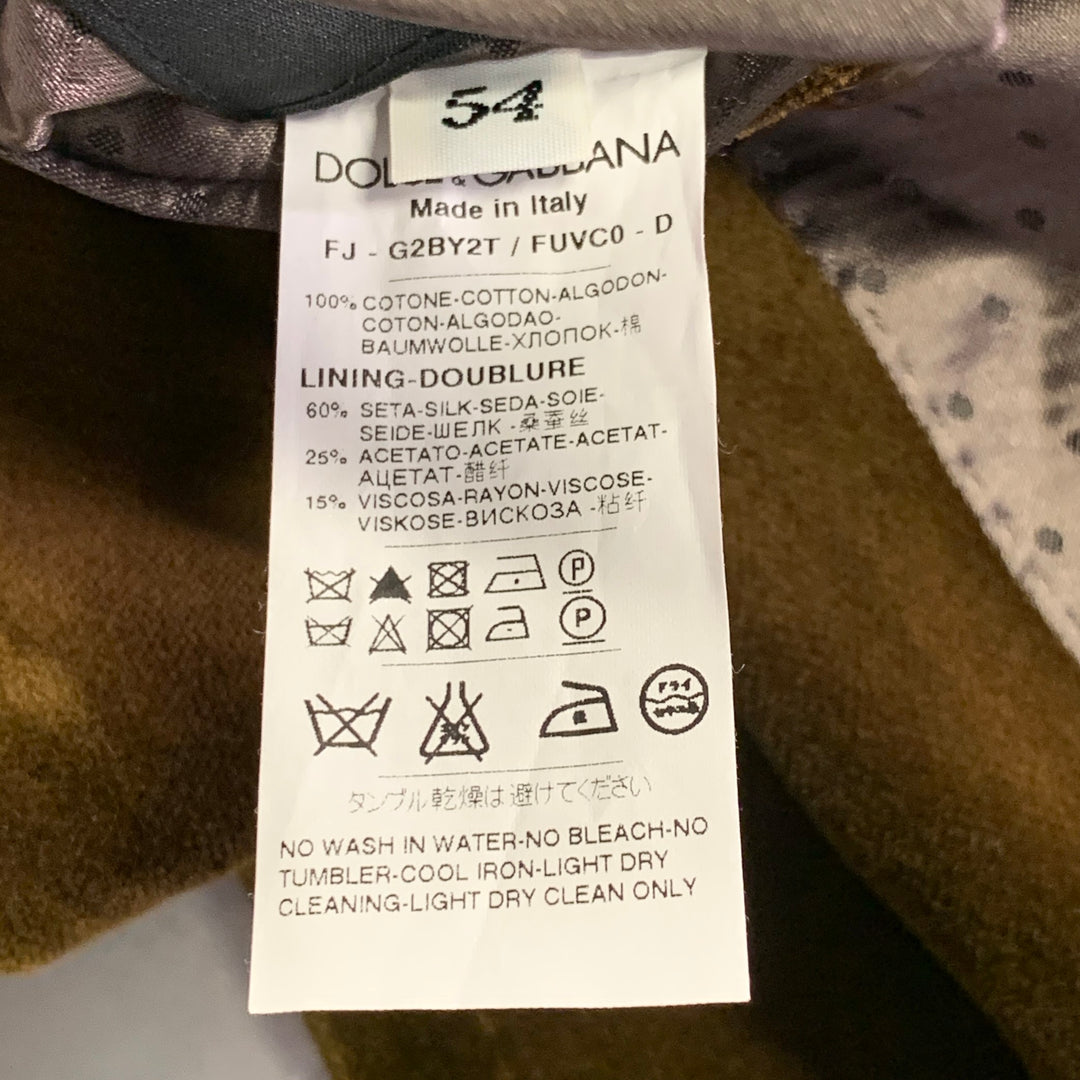 54
DOLCE & GABBANA
Made in Italy
FJ - G2BY2T / FUVC0 - D
100% COTONE-COTTON-ALGODON-
COTON-ALGODAO-
BAUMWOLLE-ХЛОПОК-棉
LINING-DOUBLURE
60% SETA-SILK-SEDA-SOIE-
SEIDE-ШЕЛК -桑蚕丝
25% ACETATO-ACETATE-ACETAT-
АЦЕТАТ-醋纤
15% VISCOSA-RAYON-VISCOSE-
VISKOSE-ВИСКОЗА -粘纤
P
P
低
ドライ
タンブル乾燥は避けてください
NO WASH IN WATER-NO BLEACH-NO
TUMBLER-COOL IRON-LIGHT DRY
CLEANING-LIGHT DRY CLEAN ONLY